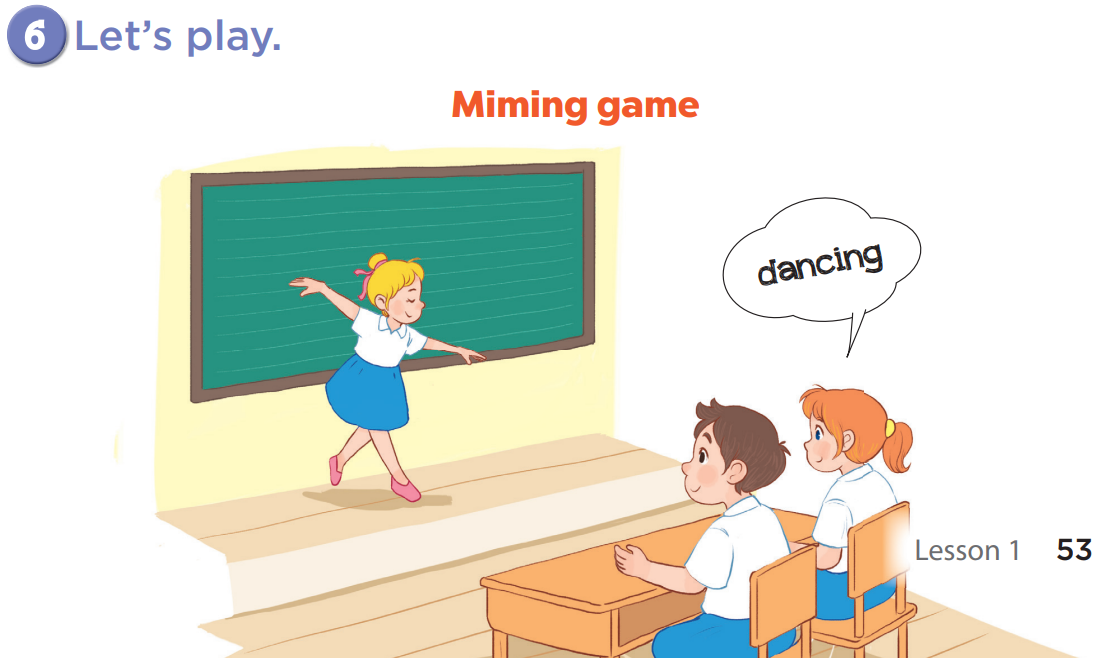 6 Let's play.
Miming game
dancing
Lesson 1 53